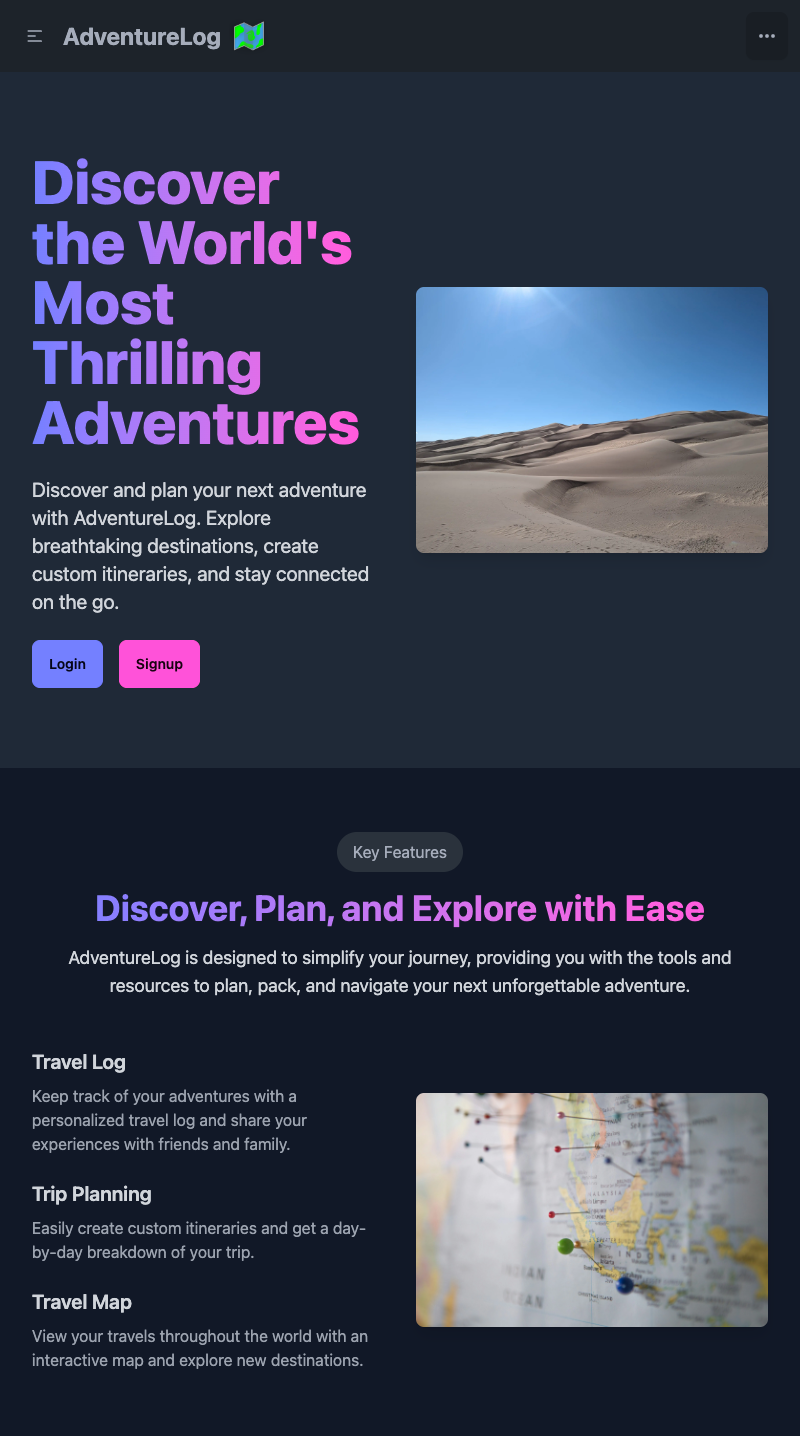 AdventureLog
Discover
the World's
Most
Thrilling
Adventures
Discover and plan your next adventure
with AdventureLog. Explore
breathtaking destinations, create
custom itineraries, and stay connected
on the go.
Login
Signup
Key Features
Discover, Plan, and Explore with Ease
AdventureLog is designed to simplify your journey, providing you with the tools and
resources to plan, pack, and navigate your next unforgettable adventure.
Travel Log
Keep track of your adventures with a
personalized travel log and share your
experiences with friends and family.
Trip Planning
Easily create custom itineraries and get a day-
by-day breakdown of your trip.
Travel Map
View your travels throughout the world with an
interactive map and explore new destinations.
MALAYSIA
INDONESIA
INDIAN
OCEAN